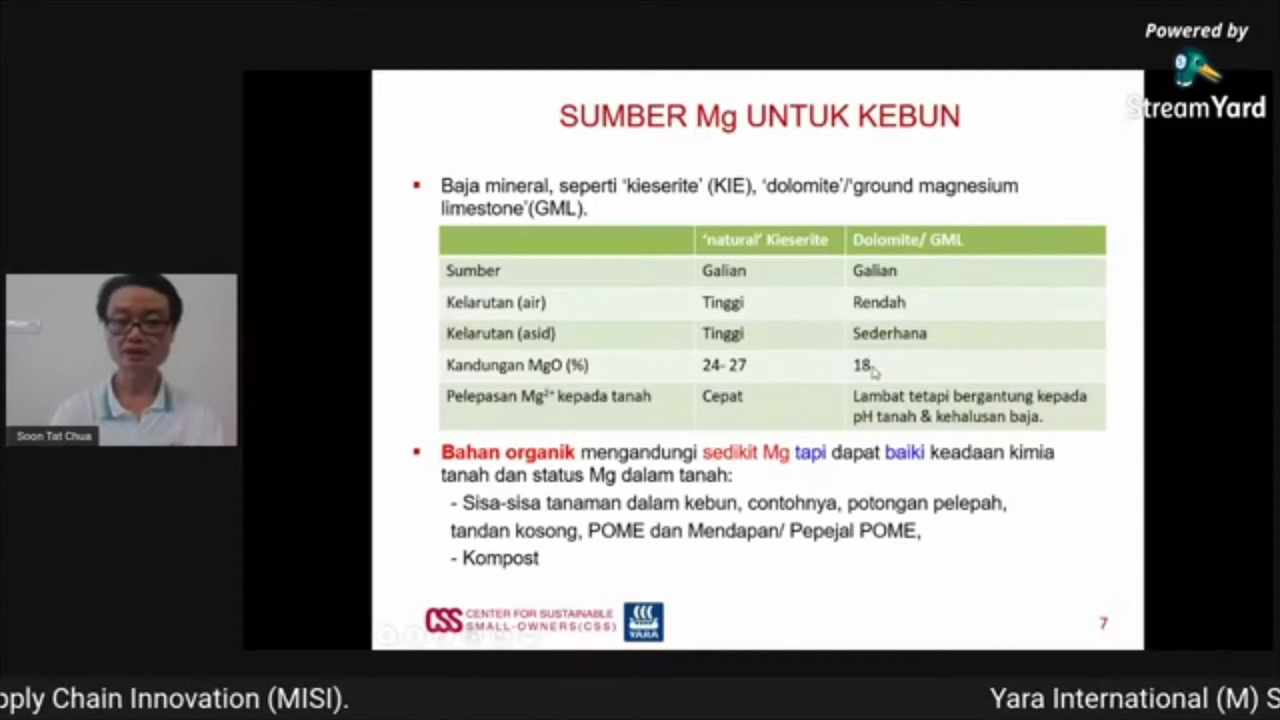 Powered by
StreamYard
SUMBER Mg UNTUK KEBUN
▪ Baja mineral, seperti ‘kieserite’ (KIE), ‘dolomite’/‘ground magnesium
limestone’(GML).
‘natural’ Kieserite Dolomite/ GML
Sumber Galian Galian
Kelarutan (air) Tinggi Rendah
Kelarutan (asid) Tinggi Sederhana
Kandungan MgO (%) 24- 27 18
Pelepasan Mg²⁺ kepada tanah Cepat Lambat tetapi bergantung kepada
pH tanah & kehalusan baja.
▪ Bahan organik mengandungi sedikit Mg tapi dapat baiki keadaan kimia
tanah dan status Mg dalam tanah:
- Sisa-sisa tanaman dalam kebun, contohnya, potongan pelepah,
tandan kosong, POME dan Mendapan/ Pepejal POME,
- Kompost
Soon Tat Chua
CSS CENTER FOR SUSTAINABLE
SMALL-OWNERS(CSS)
YARA
7
pply Chain Innovation (MISI). Yara International (M) S